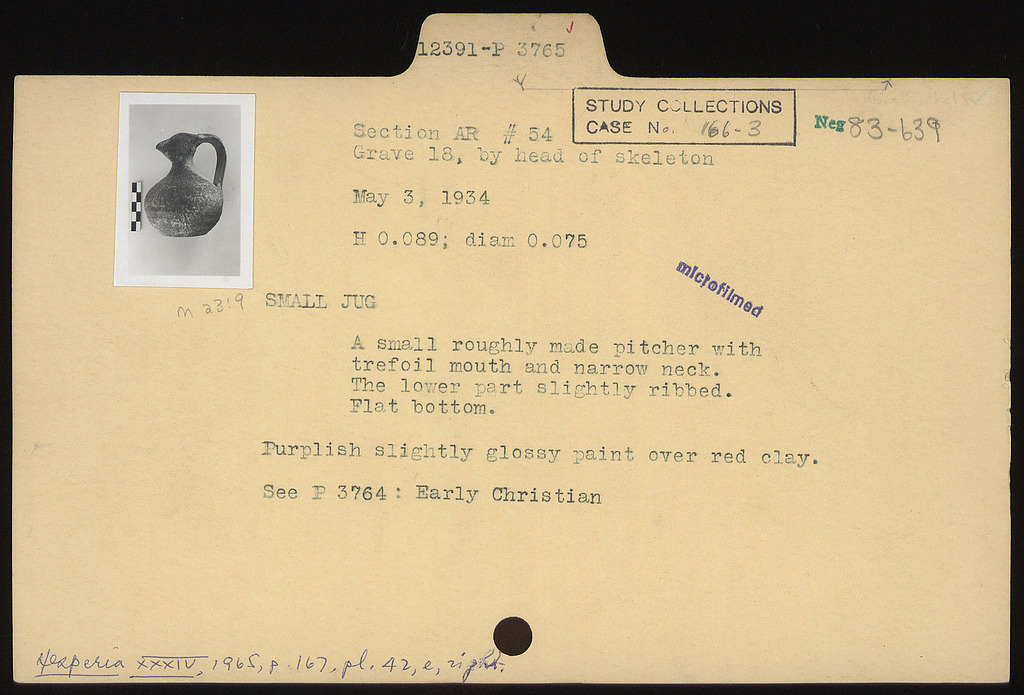 12391-P 3765
STUDY COLLECTIONS
CASE No. 166-3
Neg 83-639
Section AR # 54
Grave 18, by head of skeleton
May 3, 1934
H 0.089; diam 0.075
microfilmed
SMALL JUG
A small roughly made pitcher with
trefoil mouth and narrow neck.
The lower part slightly ribbed.
Flat bottom.
Purplish slightly glossy paint over red clay.
See P 3764: Early Christian
Hesperia XXXIV, 1965, p. 167, pl. 42, e, right.